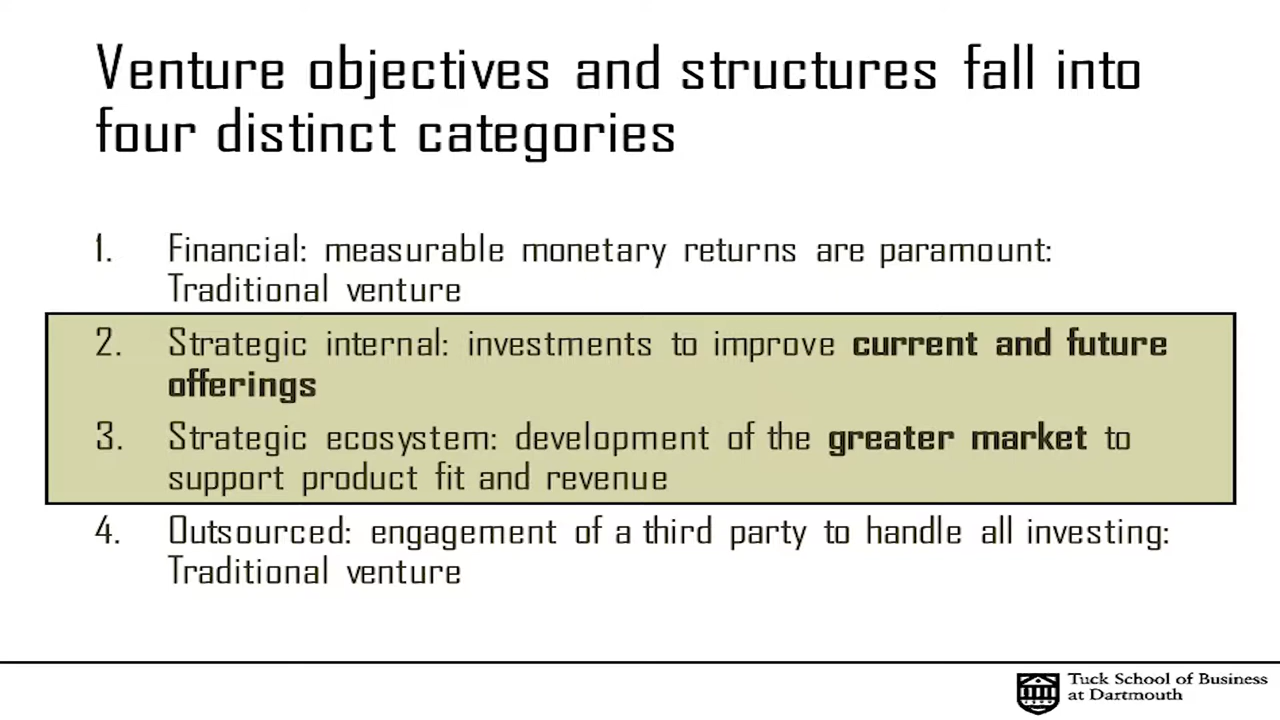 Venture objectives and structures fall into
four distinct categories
1. Financial: measurable monetary returns are paramount:
Traditional venture
2. Strategic internal: investments to improve current and future
offerings
3. Strategic ecosystem: development of the greater market to
support product fit and revenue
4. Outsourced: engagement of a third party to handle all investing:
Traditional venture
Tuck School of Business
at Dartmouth